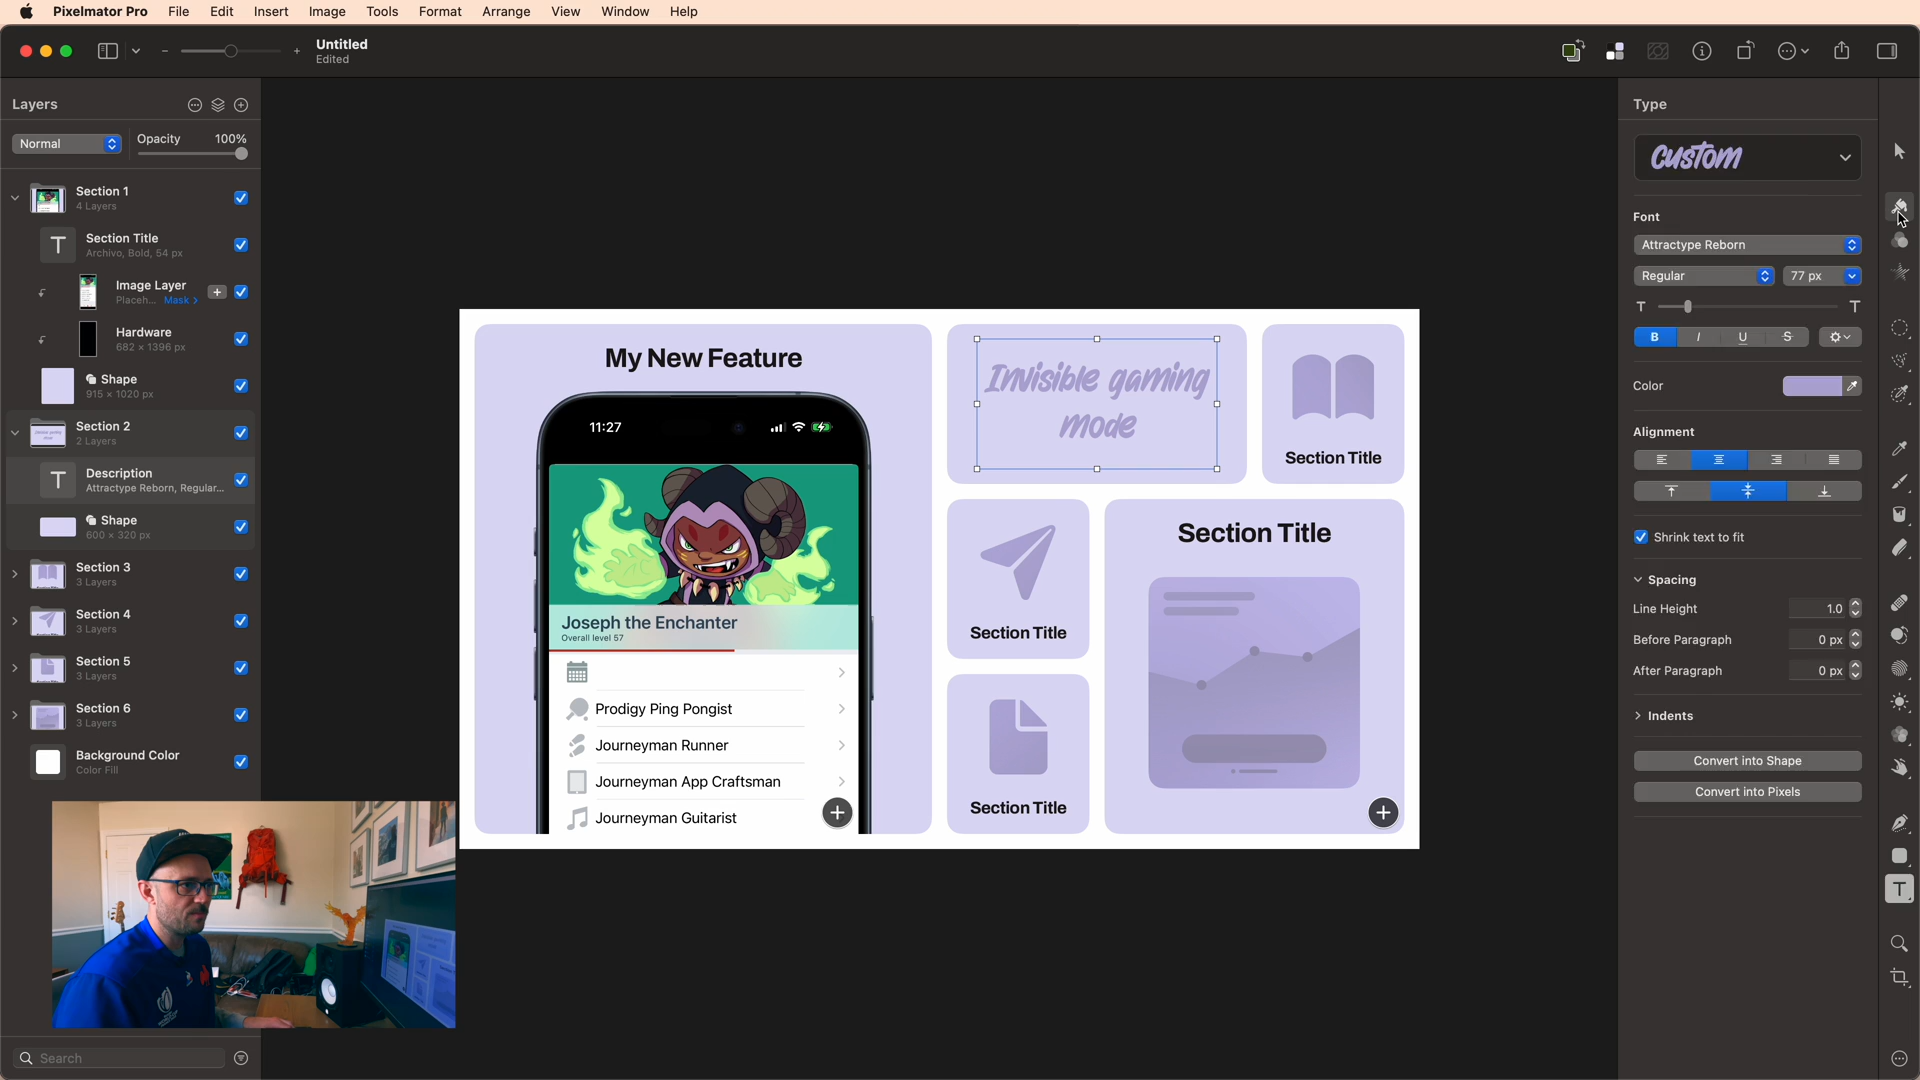 Pixelmator Pro File Edit Insert Image Tools Format Arrange View Window Help
Untitled
Edited
Layers
Normal
Opacity 100%
Section 1
4 Layers
Section Title
Archivo, Bold, 54 px
Image Layer
Placeh... Mask >
Hardware
682 × 1396 px
Shape
915 × 1020 px
Section 2
2 Layers
Description
Attractype Reborn, Regular...
Shape
600 × 320 px
Section 3
3 Layers
Section 4
3 Layers
Section 5
3 Layers
Section 6
3 Layers
Background Color
Color Fill
Search
My New Feature
11:27
Joseph the Enchanter
Overall level 57
Prodigy Ping Pongist
Journeyman Runner
Journeyman App Craftsman
Journeyman Guitarist
Invisible gaming
mode
Section Title
Section Title
Section Title
Section Title
Type
Custom
Font
Attractype Reborn
Regular 77 px
T T
B I U S
Color
Alignment
Shrink text to fit
Spacing
Line Height 1.0
Before Paragraph 0 px
After Paragraph 0 px
Indents
Convert into Shape
Convert into Pixels